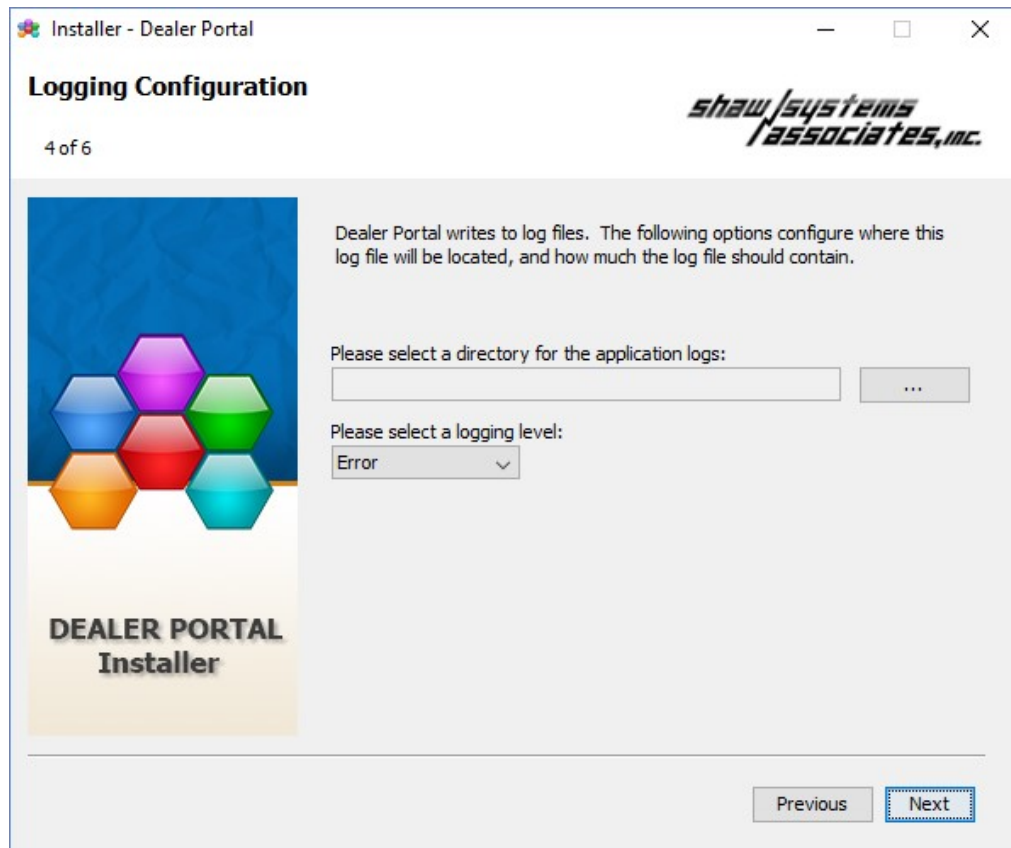 Installer - Dealer Portal
Logging Configuration
4 of 6
shaw/systems
/associates,inc.
Dealer Portal writes to log files.  The following options configure where this
log file will be located, and how much the log file should contain.
Please select a directory for the application logs:
...
Please select a logging level:
Error
DEALER PORTAL
Installer
Previous
Next